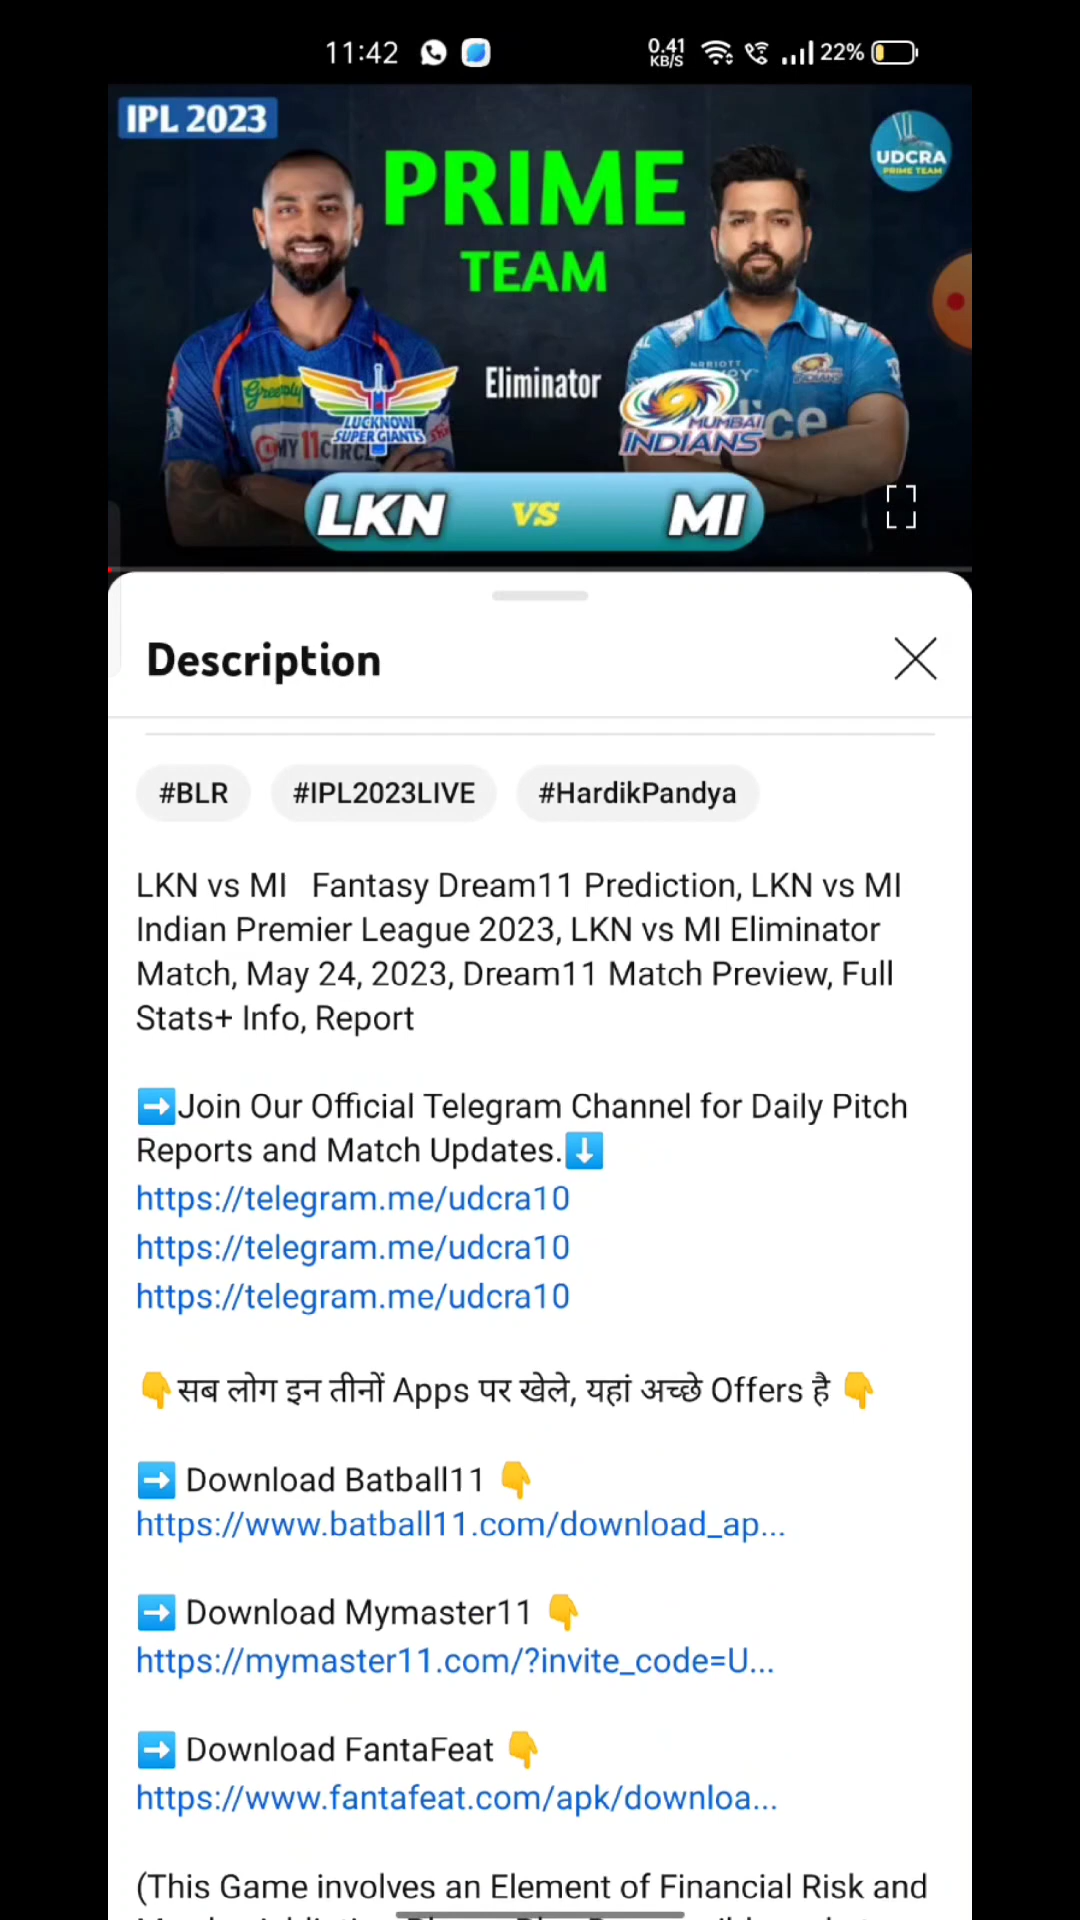 11:42
0.41
KB/S
22%
IPL 2023
UDCRA
PRIME TEAM
PRIME
TEAM
Eliminator
Greenply
LUCKNOW
SUPER GIANTS
MY11CIRCL
MUMBAI
INDIANS
LKN vs MI
Description
#BLR #IPL2023LIVE #HardikPandya
LKN vs MI Fantasy Dream11 Prediction, LKN vs MI
Indian Premier League 2023, LKN vs MI Eliminator
Match, May 24, 2023, Dream11 Match Preview, Full
Stats+ Info, Report
➡️Join Our Official Telegram Channel for Daily Pitch
Reports and Match Updates.⬇️
https://telegram.me/udcra10
https://telegram.me/udcra10
https://telegram.me/udcra10
👇सब लोग इन तीनों Apps पर खेले, यहां अच्छे Offers है 👇
➡️ Download Batball11 👇
https://www.batball11.com/download_ap...
➡️ Download Mymaster11 👇
https://mymaster11.com/?invite_code=U...
➡️ Download FantaFeat 👇
https://www.fantafeat.com/apk/downloa...
(This Game involves an Element of Financial Risk and